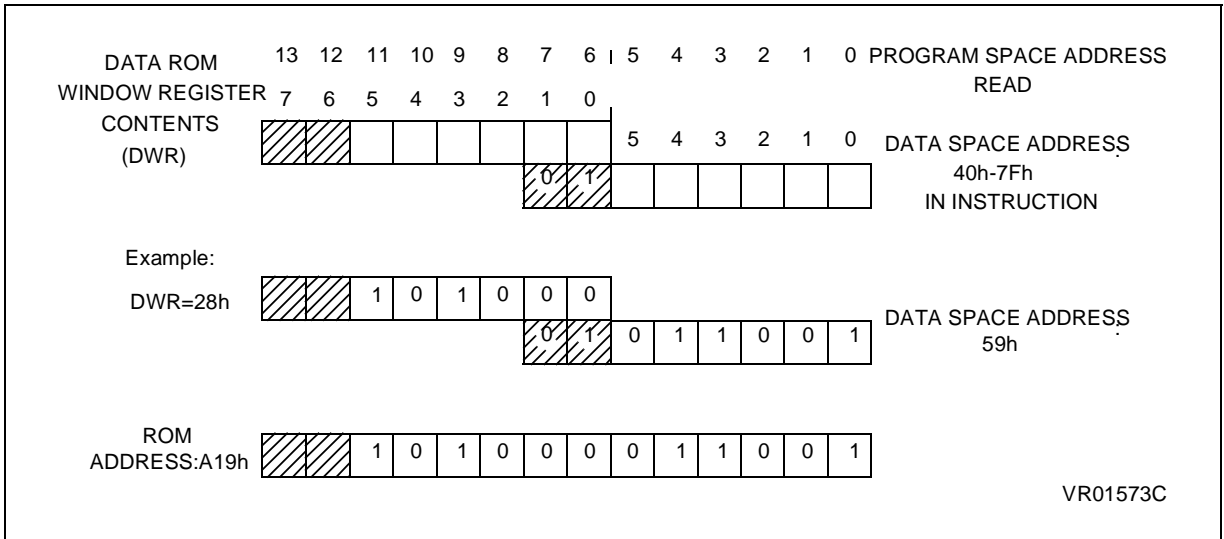 13 12 11 10 9 8 7 6 5 4 3 2 1 0 PROGRAM SPACE ADDRESS
READ
DATA ROM
WINDOW REGISTER
CONTENTS
(DWR)
7 6 5 4 3 2 1 0
5 4 3 2 1 0
DATA SPACE ADDRESS
:
40h-7Fh
IN INSTRUCTION
0 1
Example:
DWR=28h
1 0 1 0 0 0
0 1 0 1 1 0 0 1
DATA SPACE ADDRESS
:
59h
ROM
ADDRESS:A19h
1 0 1 0 0 0 0 1 1 0 0 1
VR01573C